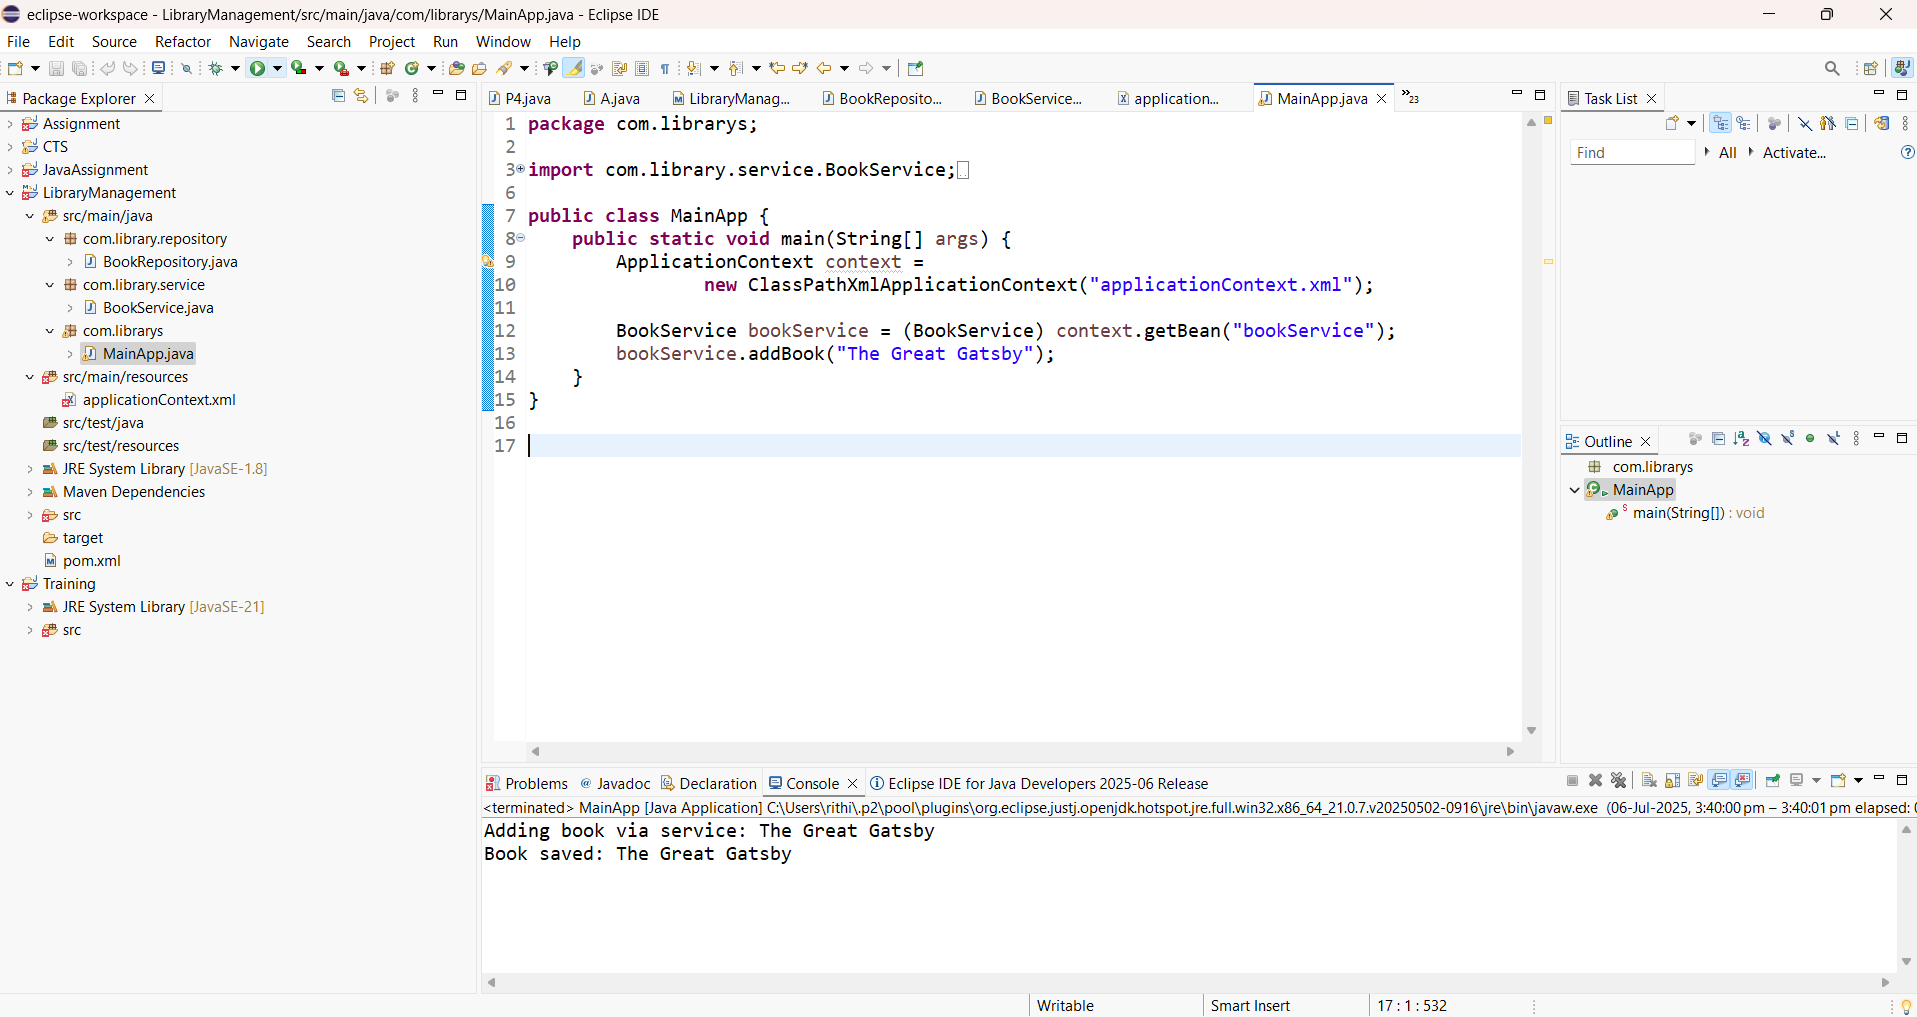 eclipse-workspace - LibraryManagement/src/main/java/com/librarys/MainApp.java - Eclipse IDE
File Edit Source Refactor Navigate Search Project Run Window Help
Package Explorer
Assignment
CTS
JavaAssignment
LibraryManagement
src/main/java
com.library.repository
BookRepository.java
com.library.service
BookService.java
com.librarys
MainApp.java
src/main/resources
applicationContext.xml
src/test/java
src/test/resources
JRE System Library [JavaSE-1.8]
Maven Dependencies
src
target
pom.xml
Training
JRE System Library [JavaSE-21]
src
P4.java A.java LibraryManag... BookReposito... BookService... application... MainApp.java »23
1 package com.librarys;
2
3 import com.library.service.BookService;
6
7 public class MainApp {
8 public static void main(String[] args) {
9 ApplicationContext context =
10 new ClassPathXmlApplicationContext("applicationContext.xml");
11
12 BookService bookService = (BookService) context.getBean("bookService");
13 bookService.addBook("The Great Gatsby");
14 }
15 }
16
17
Task List
Find All Activate...
Outline
com.librarys
MainApp
main(String[]) : void
Problems @ Javadoc Declaration Console Eclipse IDE for Java Developers 2025-06 Release
<terminated> MainApp [Java Application] C:\Users\rithi\.p2\pool\plugins\org.eclipse.justj.openjdk.hotspot.jre.full.win32.x86_64_21.0.7.v20250502-0916\jre\bin\javaw.exe (06-Jul-2025, 3:40:00 pm – 3:40:01 pm elapsed: 0
Adding book via service: The Great Gatsby
Book saved: The Great Gatsby
Writable Smart Insert 17 : 1 : 532